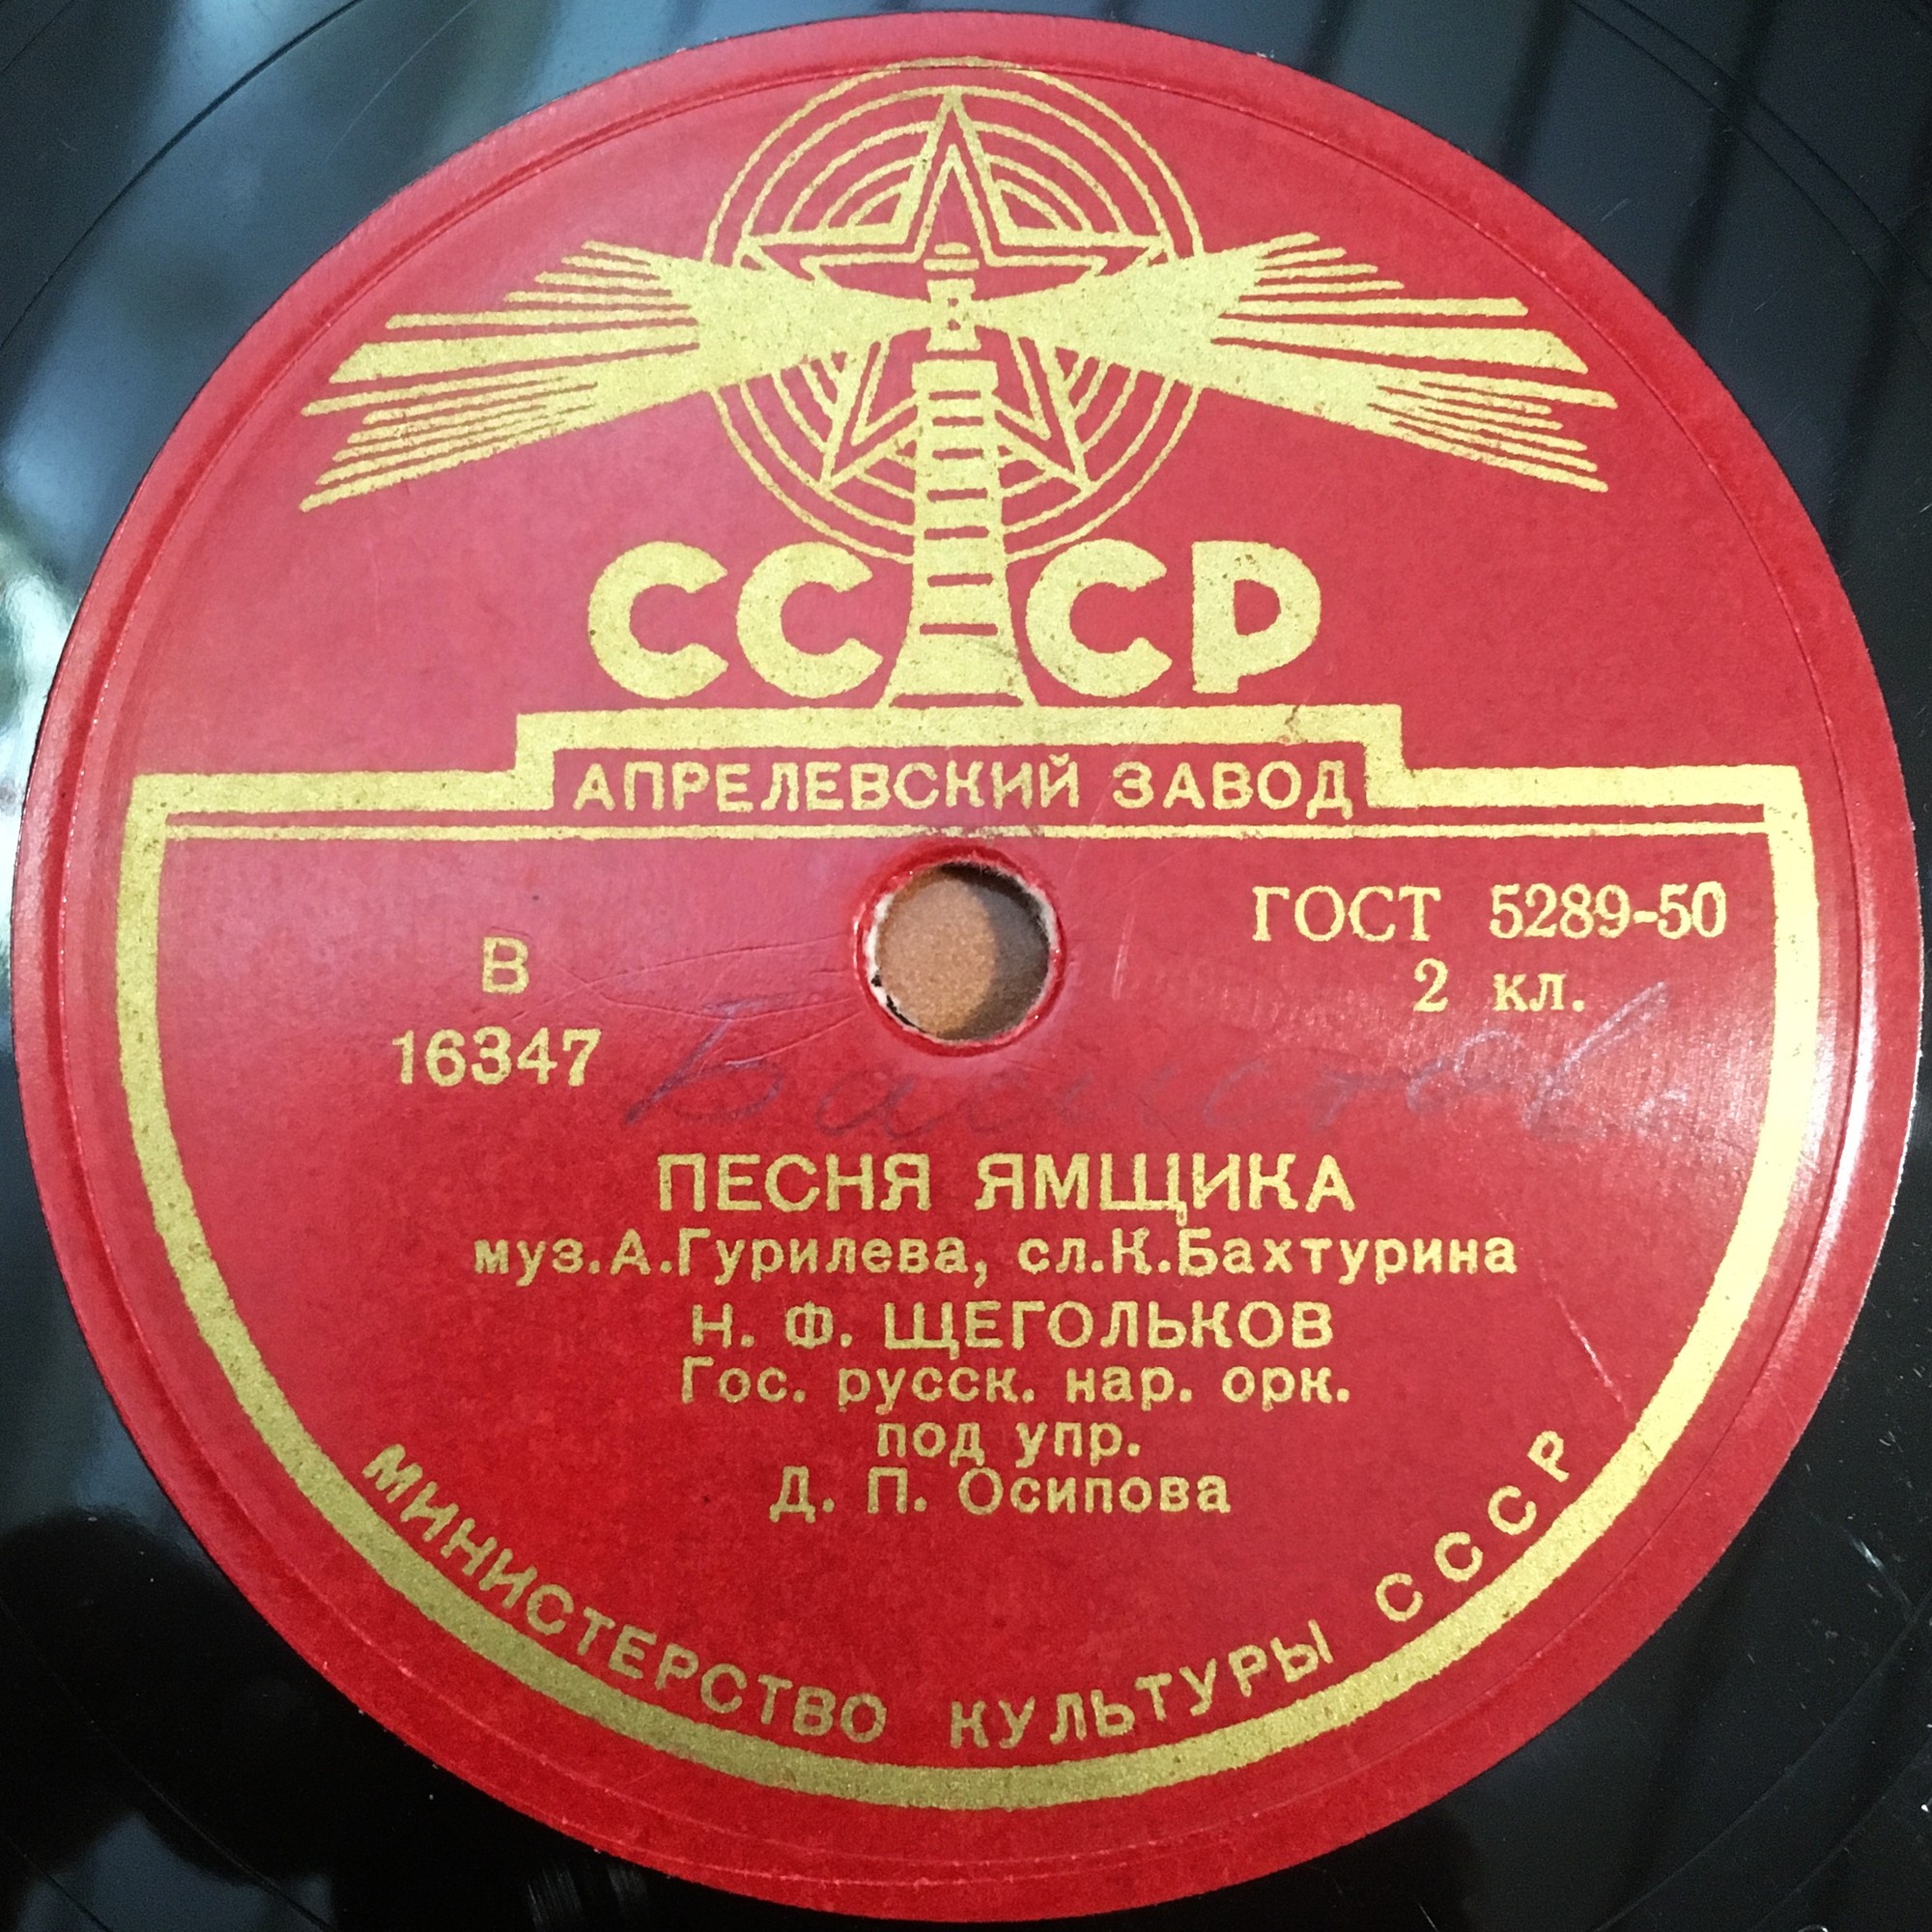 СССР
АПРЕЛЕВСКИЙ ЗАВОД
ГОСТ 5289-50
2 кл.
В
16347
ПЕСНЯ ЯМЩИКА
муз.А.Гурилева, сл.К.Бахтурина
Н. Ф. ЩЕГОЛЬКОВ
Гос. русск. нар. орк.
под упр.
Д. П. Осипова
МИНИСТЕРСТВО КУЛЬТУРЫ СССР